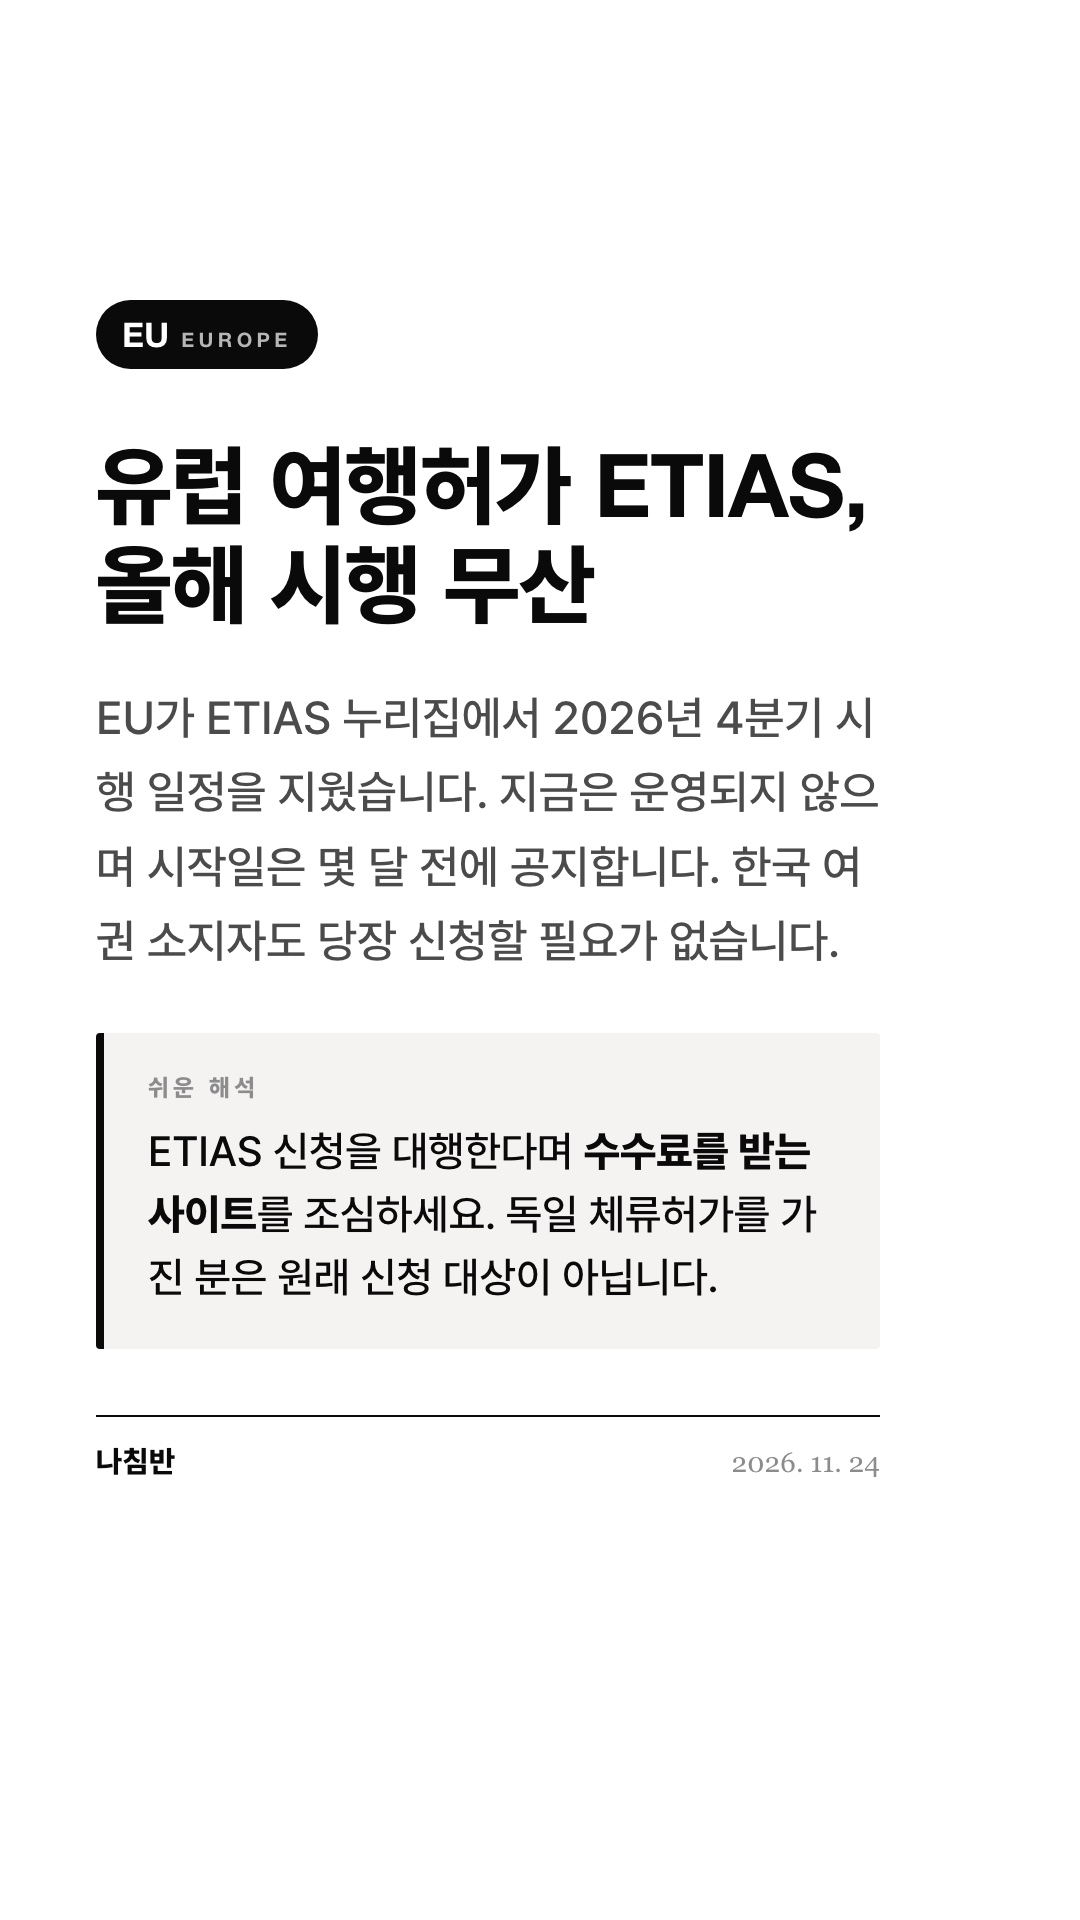 EU EUROPE
유럽 여행허가 ETIAS,
올해 시행 무산
EU가 ETIAS 누리집에서 2026년 4분기 시
행 일정을 지웠습니다. 지금은 운영되지 않으
며 시작일은 몇 달 전에 공지합니다. 한국 여
권 소지자도 당장 신청할 필요가 없습니다.
쉬운 해석
ETIAS 신청을 대행한다며 수수료를 받는
사이트를 조심하세요. 독일 체류허가를 가
진 분은 원래 신청 대상이 아닙니다.
나침반
2026. 11. 24